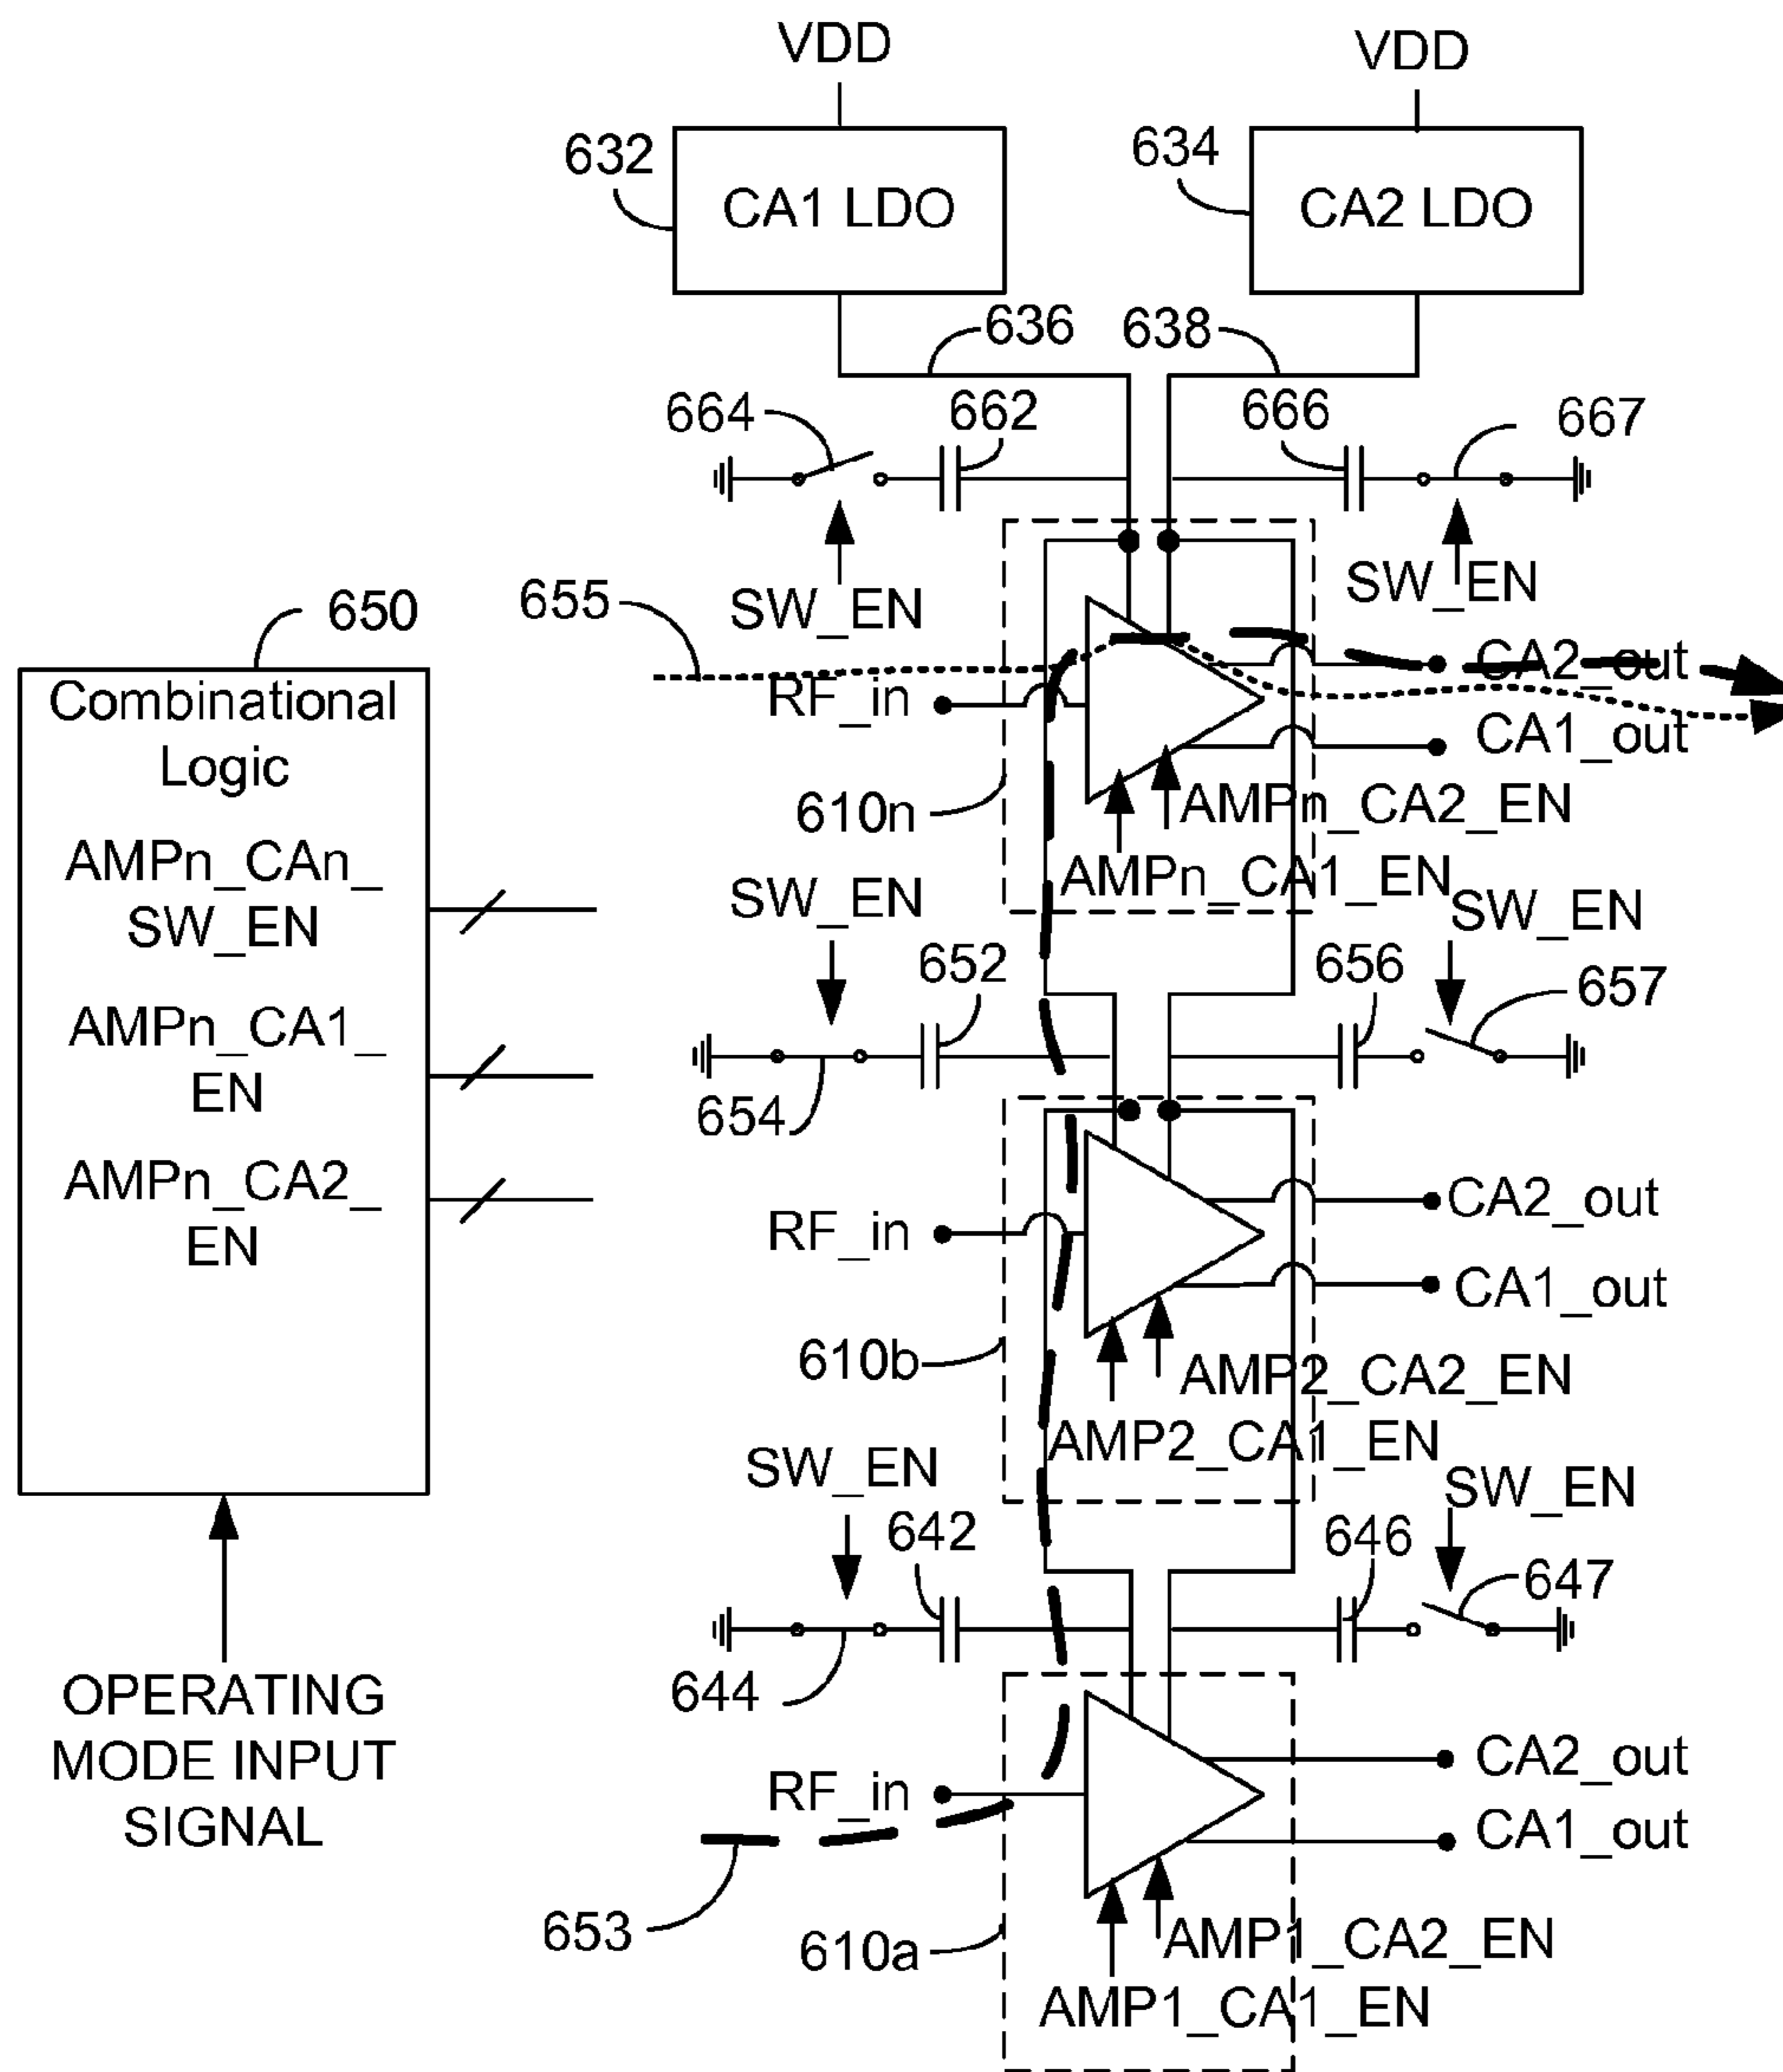 VDD
VDD
632
CA1 LDO
634
CA2 LDO
636
638
664
662
666
667
SW_EN
SW_EN
655
650
Combinational
Logic
AMPn_CAn_
SW_EN
AMPn_CA1_
EN
AMPn_CA2_
EN
OPERATING
MODE INPUT
SIGNAL
RF_in
CA2_out
CA1_out
610n
AMPn_CA2_EN
AMPn_CA1_EN
SW_EN
SW_EN
652
656
657
654
RF_in
CA2_out
CA1_out
610b
AMP2_CA2_EN
AMP2_CA1_EN
SW_EN
SW_EN
642
646
647
644
RF_in
CA2_out
CA1_out
653
610a
AMP1_CA2_EN
AMP1_CA1_EN